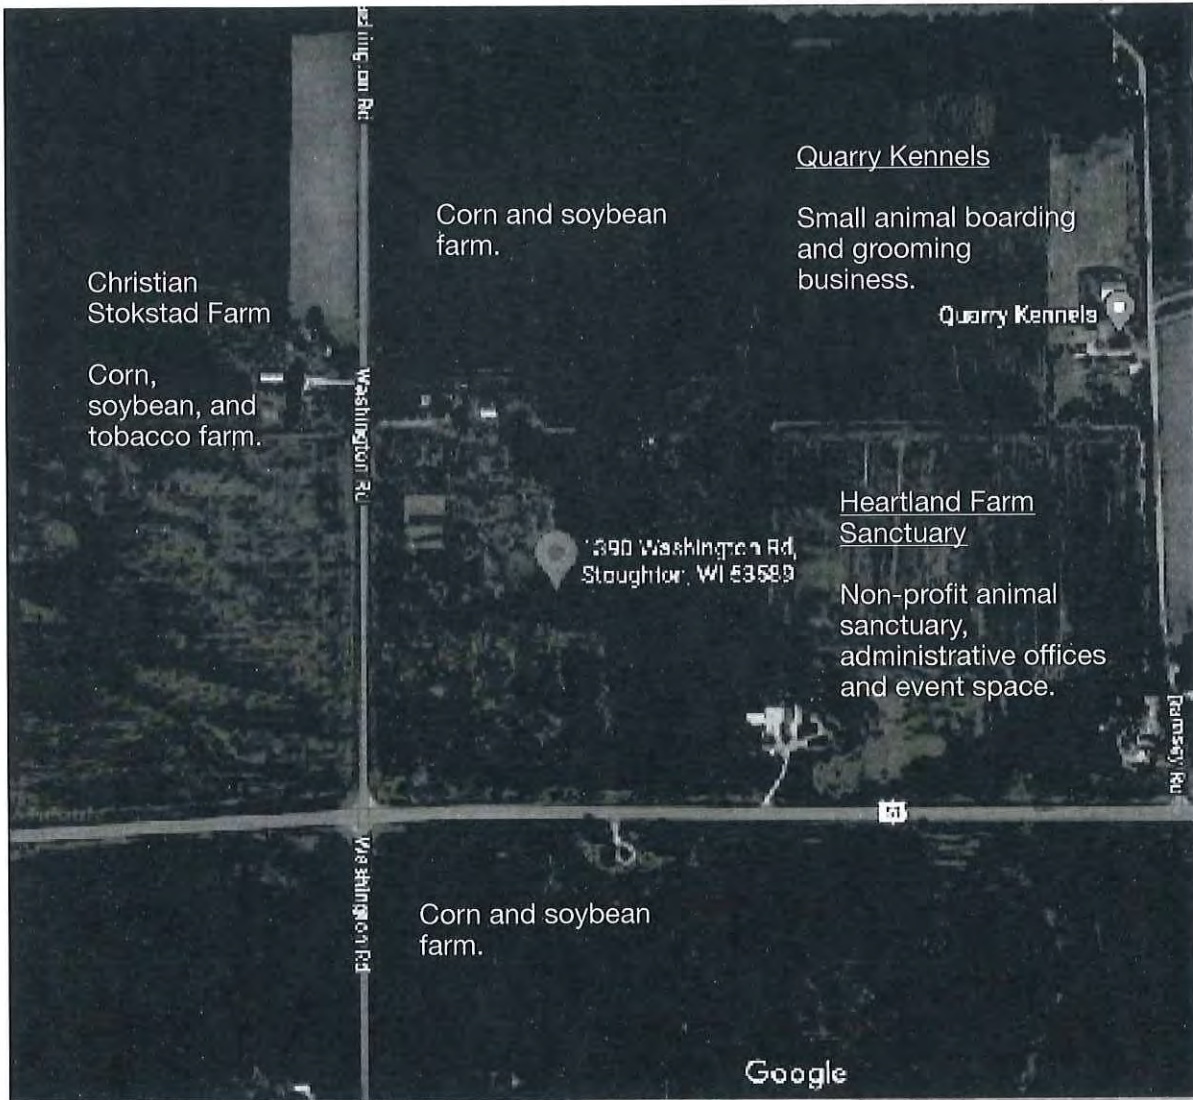 Quarry Kennels
Small animal boarding
and grooming
business.
Quarry Kennels
Corn and soybean
farm.
Christian
Stokstad Farm
Corn,
soybean, and
tobacco farm.
Washington Rd
1390 Washington Rd,
Stoughton, WI 53589
Heartland Farm
Sanctuary
Non-profit animal
sanctuary,
administrative offices
and event space.
Ramsey Rd
51
Washington Rd
Corn and soybean
farm.
Google